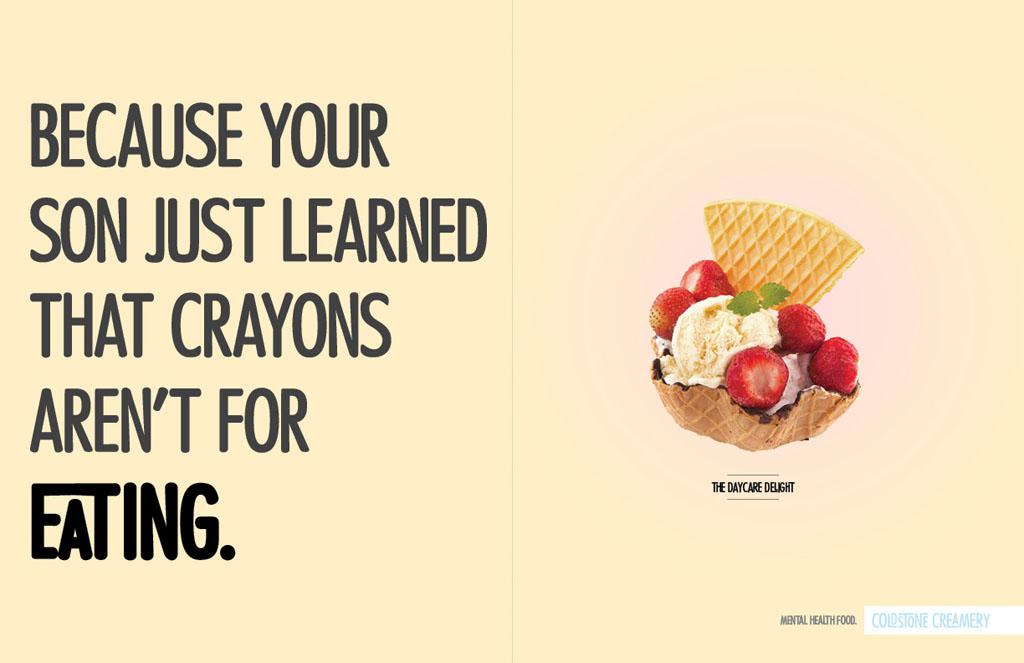 BECAUSE YOUR
SON JUST LEARNED
THAT CRAYONS
AREN'T FOR
EATING.
THE DAYCARE DELIGHT
MENTAL HEALTH FOOD.
COLDSTONE CREAMERY